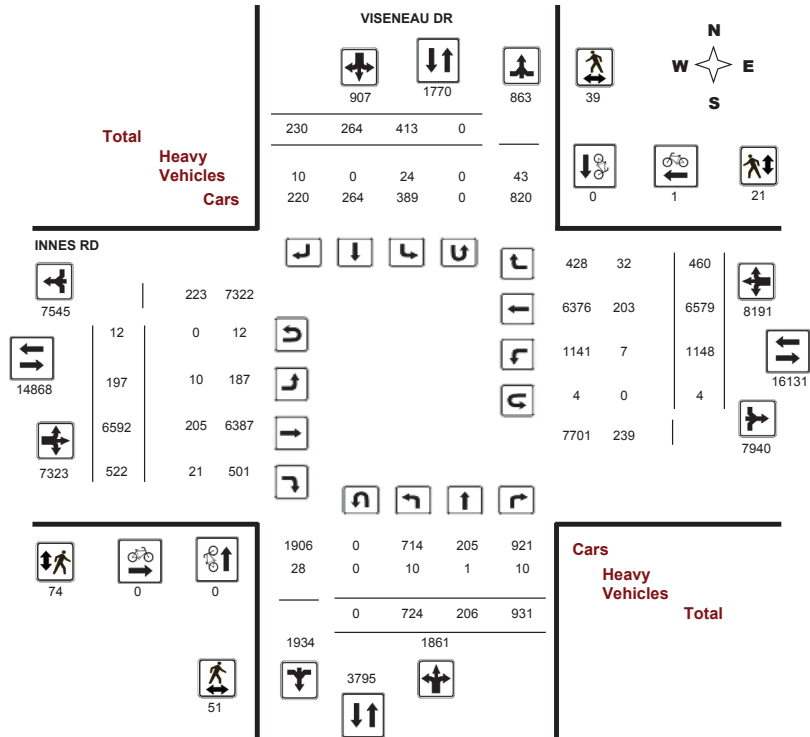 VISENEAU DR
N
W E
S
907 1770 863 39
Total 230 264 413 0
Heavy
Vehicles 10 0 24 0 43
Cars 220 264 389 0 820
0 1 21
INNES RD
7545
223 7322
12 0 12
14868
197 10 187
6592 205 6387
7323
522 21 501
428 32 460
8191
6376 203 6579
1141 7 1148
16131
4 0 4
7701 239
7940
74 0 0
51
1906 0 714 205 921
28 0 10 1 10
0 724 206 931
1934 1861
3795
Cars
Heavy
Vehicles
Total